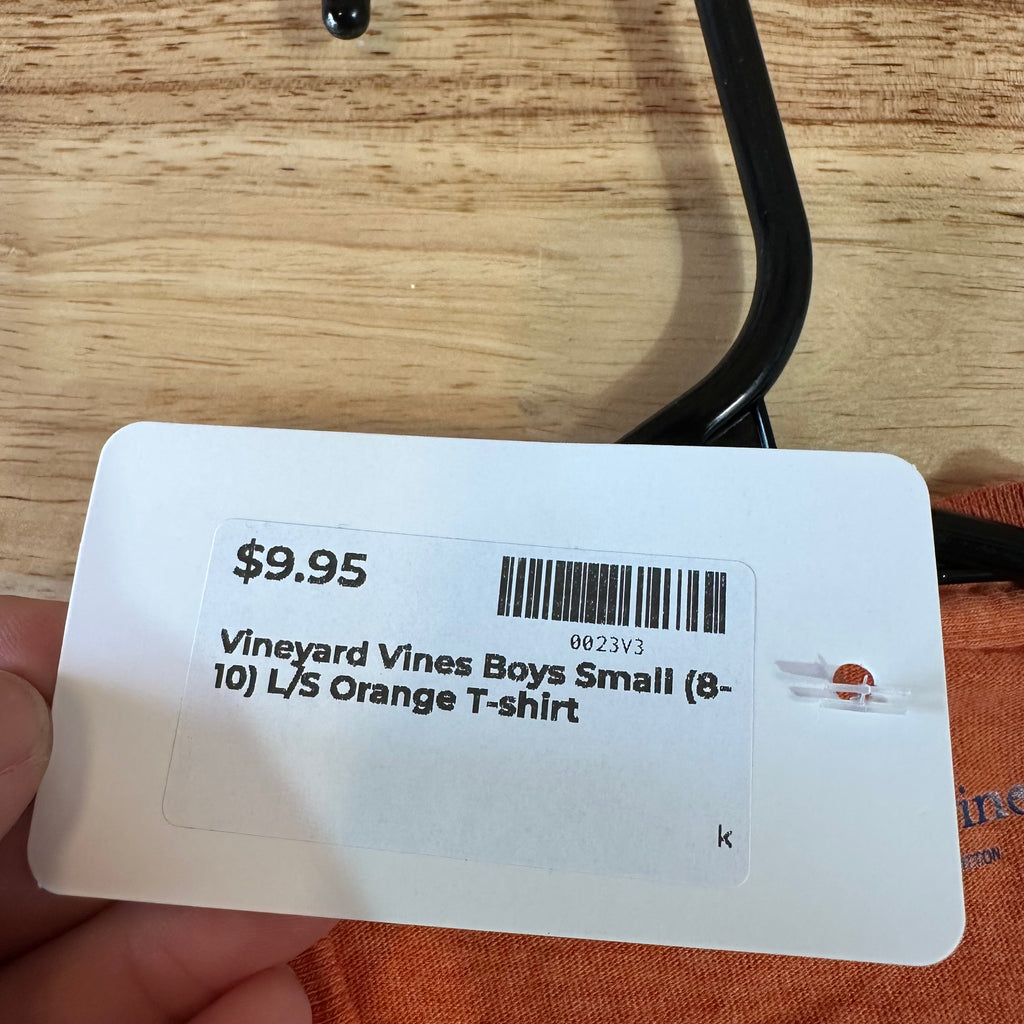 $9.95
0023V3
Vineyard Vines Boys Small (8-
10) L/S Orange T-shirt
k